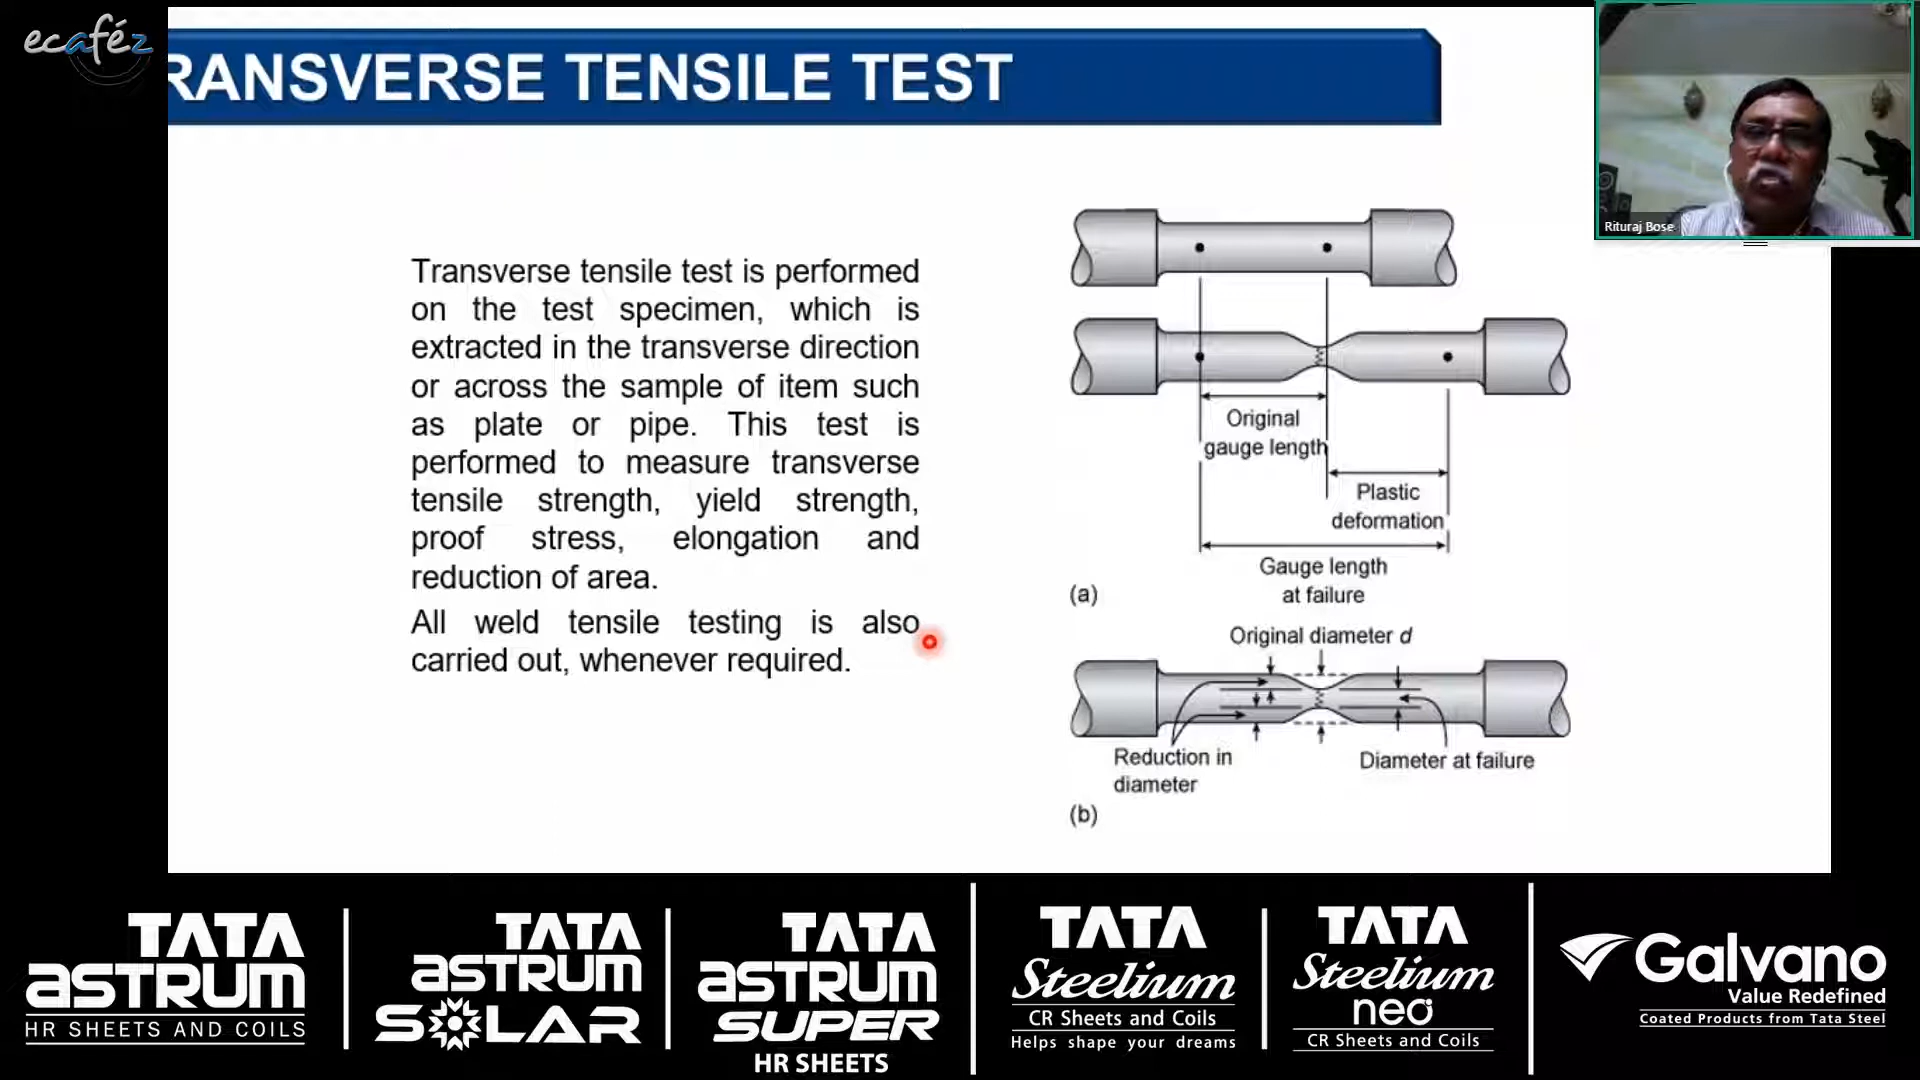 ecaféz
RANSVERSE TENSILE TEST
Rituraj Bose
Transverse tensile test is performed
on the test specimen, which is
extracted in the transverse direction
or across the sample of item such
as plate or pipe. This test is
performed to measure transverse
tensile strength, yield strength,
proof stress, elongation and
reduction of area.
All weld tensile testing is also
carried out, whenever required.
Original
gauge length
Plastic
deformation
Gauge length
at failure
(a)
Original diameter d
Reduction in
diameter
Diameter at failure
(b)
TATA
ASTRUM
HR SHEETS AND COILS
TATA
ASTRUM
SOLAR
TATA
ASTRUM
SUPER
HR SHEETS
TATA
Steelium
CR Sheets and Coils
Helps shape your dreams
TATA
Steelium
neo
CR Sheets and Coils
Galvano
Value Redefined
Coated Products from Tata Steel